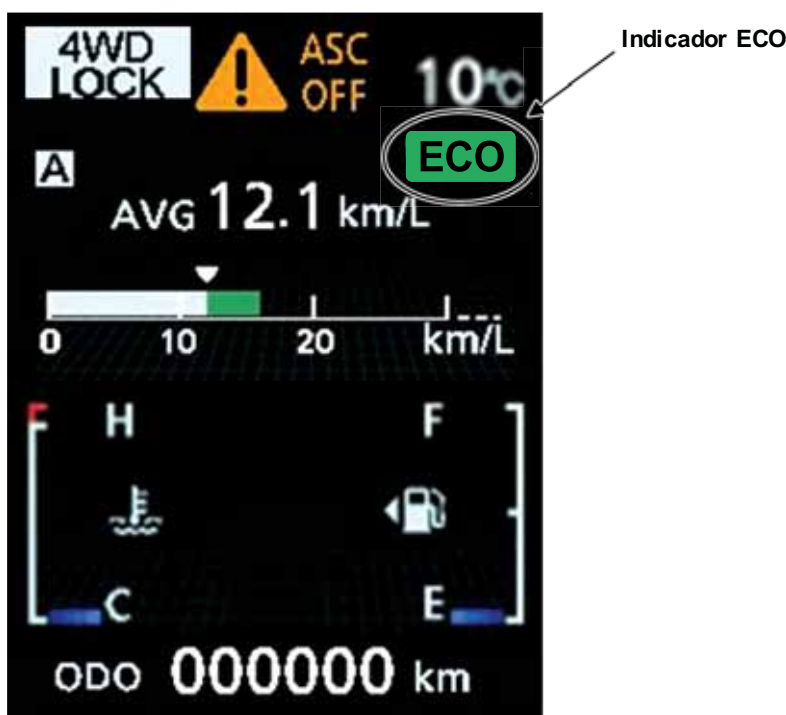 Indicador ECO
4WD LOCK
ASC OFF
10°C
ECO
A
AVG 12.1 km/L
0 10 20 km/L
H F
C E
ODO 000000 km